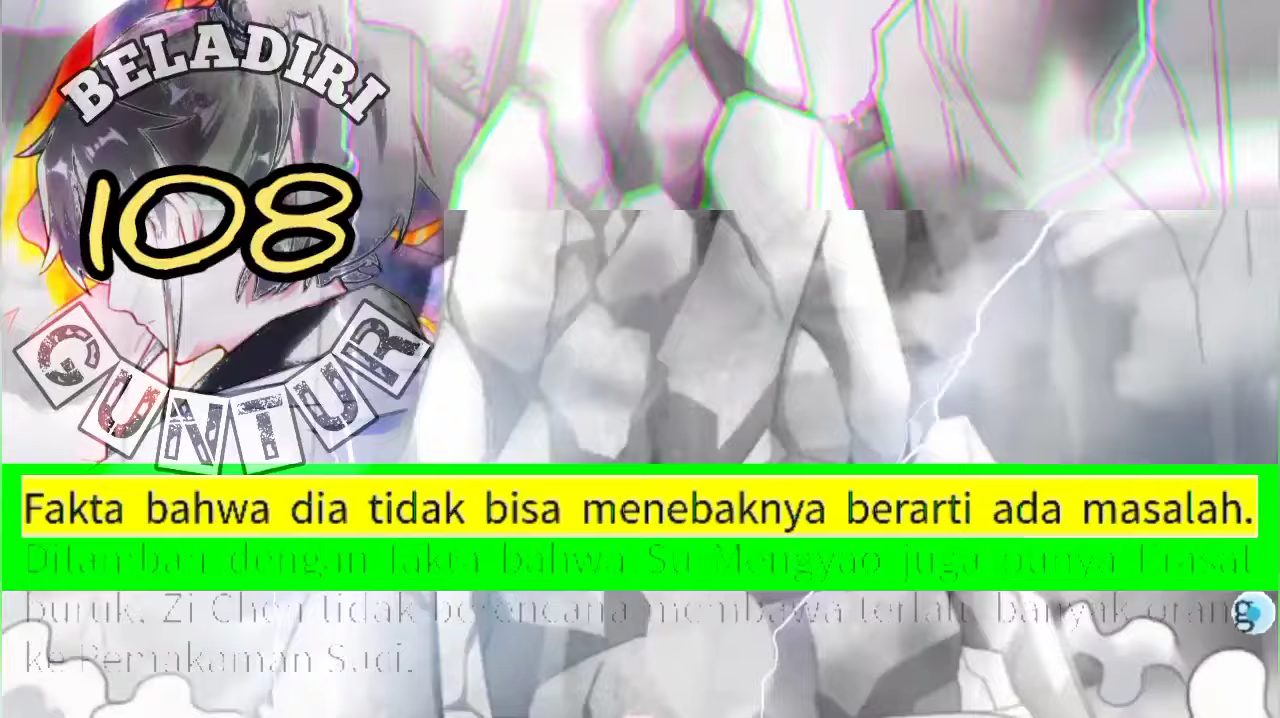 BELADIRI
108
GUNTUR
Fakta bahwa dia tidak bisa menebaknya berarti ada masalah.
Ditambah dengan fakta bahwa Su Mengyao juga punya firasat
buruk. Zi Chen tidak berencana membawa terlalu banyak orang
ke Pemakaman Suci.